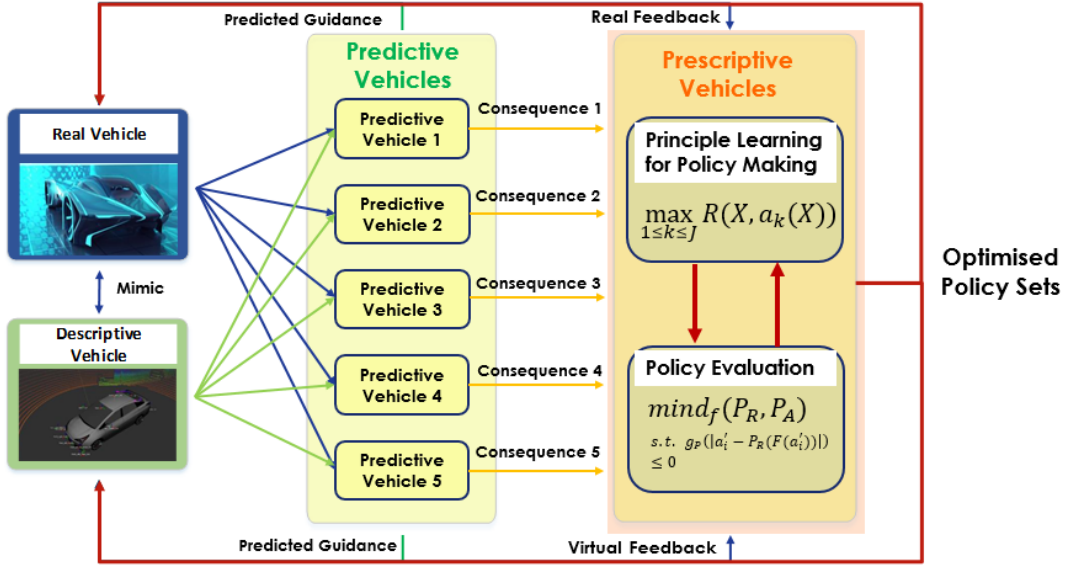 Predicted Guidance
Real Feedback
Predictive
Vehicles
Prescriptive
Vehicles
Real Vehicle
Mimic
Descriptive
Vehicle
Predictive
Vehicle 1
Predictive
Vehicle 2
Predictive
Vehicle 3
Predictive
Vehicle 4
Predictive
Vehicle 5
Consequence 1
Consequence 2
Consequence 3
Consequence 4
Consequence 5
Principle Learning
for Policy Making
max R(X, a_k(X))
1≤k≤J
Policy Evaluation
mind_f(P_R, P_A)
s.t. g_P(|a'_i − P_R(F(a'_i))|)
≤ 0
Optimised
Policy Sets
Predicted Guidance
Virtual Feedback